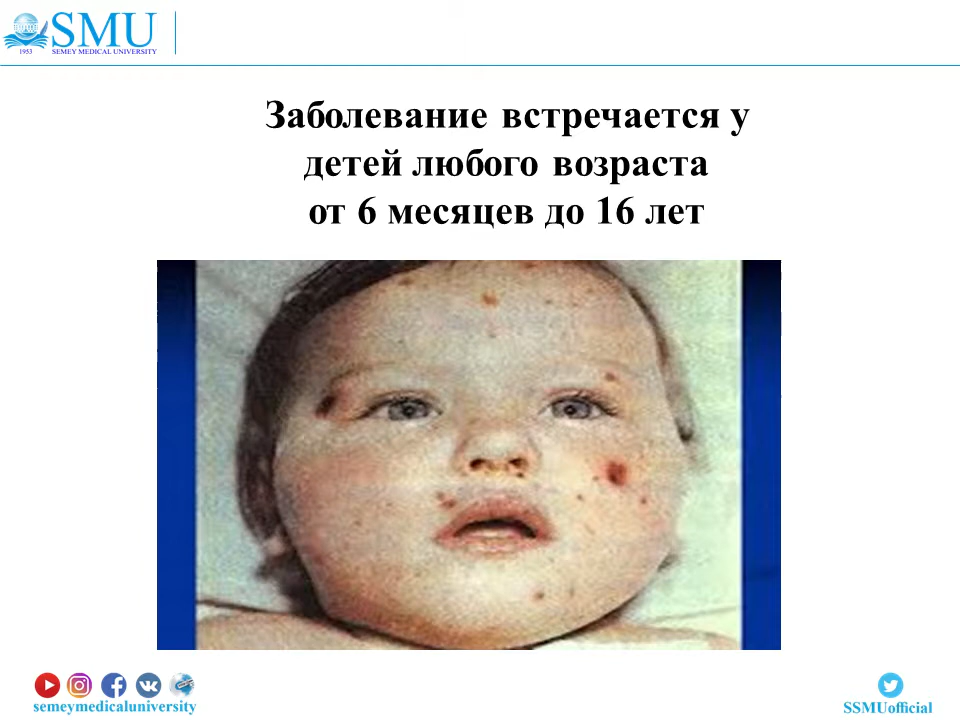 SMU
1953 SEMEY MEDICAL UNIVERSITY
Заболевание встречается у
детей любого возраста
от 6 месяцев до 16 лет
semeymedicaluniversity
SSMUofficial